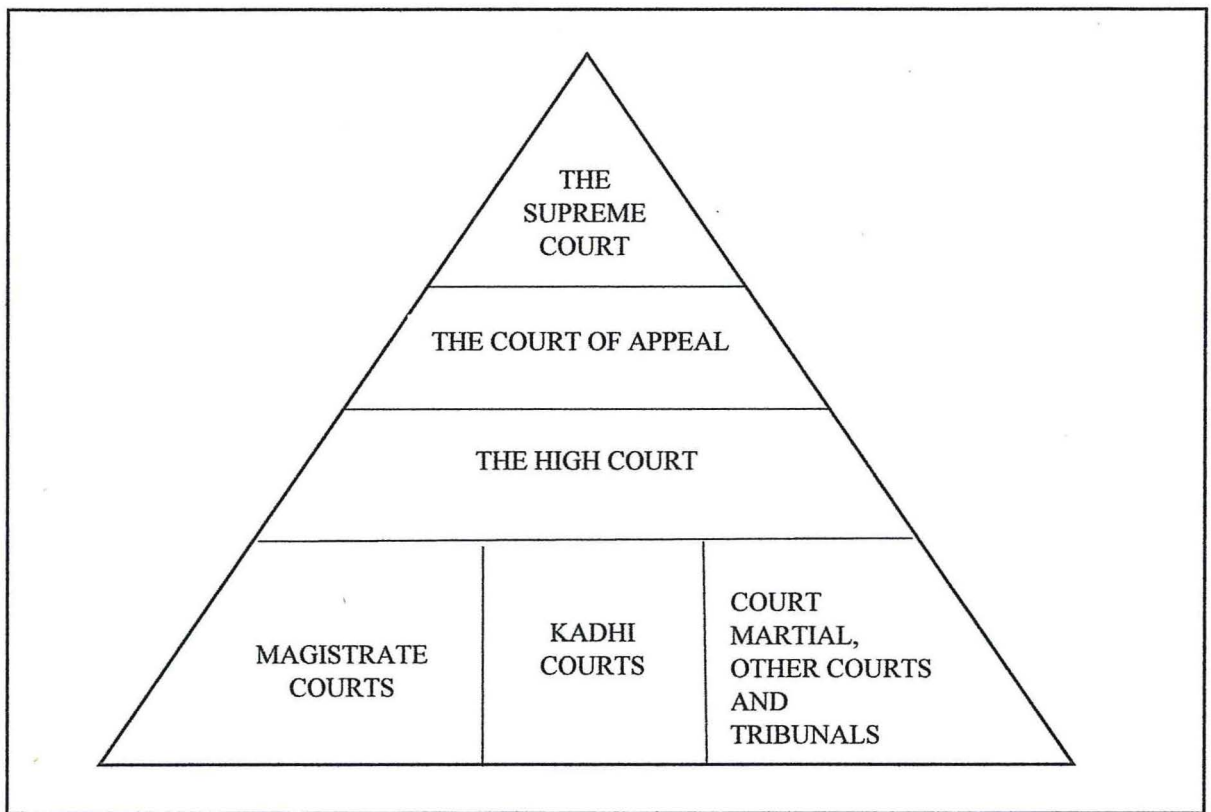 THE
SUPREME
COURT
THE COURT OF APPEAL
THE HIGH COURT
MAGISTRATE
COURTS
KADHI
COURTS
COURT
MARTIAL,
OTHER COURTS
AND
TRIBUNALS